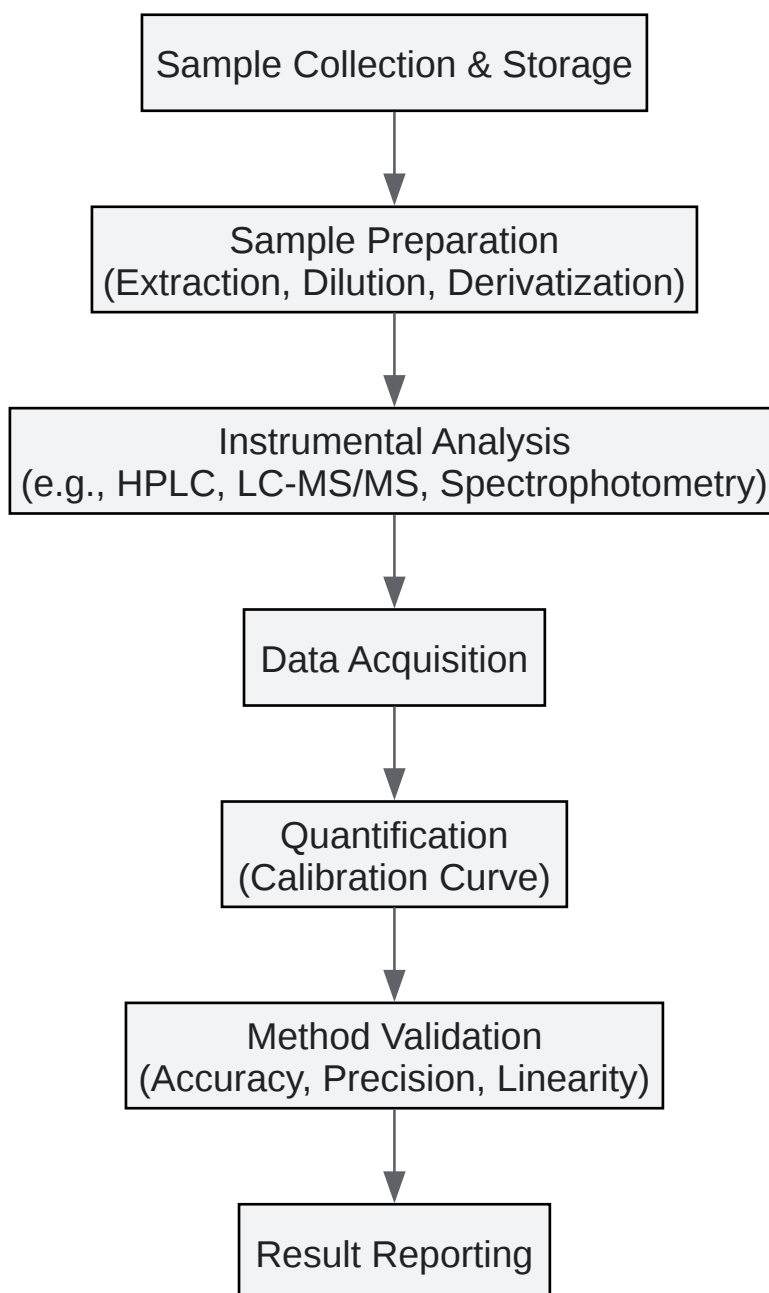 Sample Collection & Storage
Sample Preparation
(Extraction, Dilution, Derivatization)
Instrumental Analysis
(e.g., HPLC, LC-MS/MS, Spectrophotometry)
Data Acquisition
Quantification
(Calibration Curve)
Method Validation
(Accuracy, Precision, Linearity)
Result Reporting